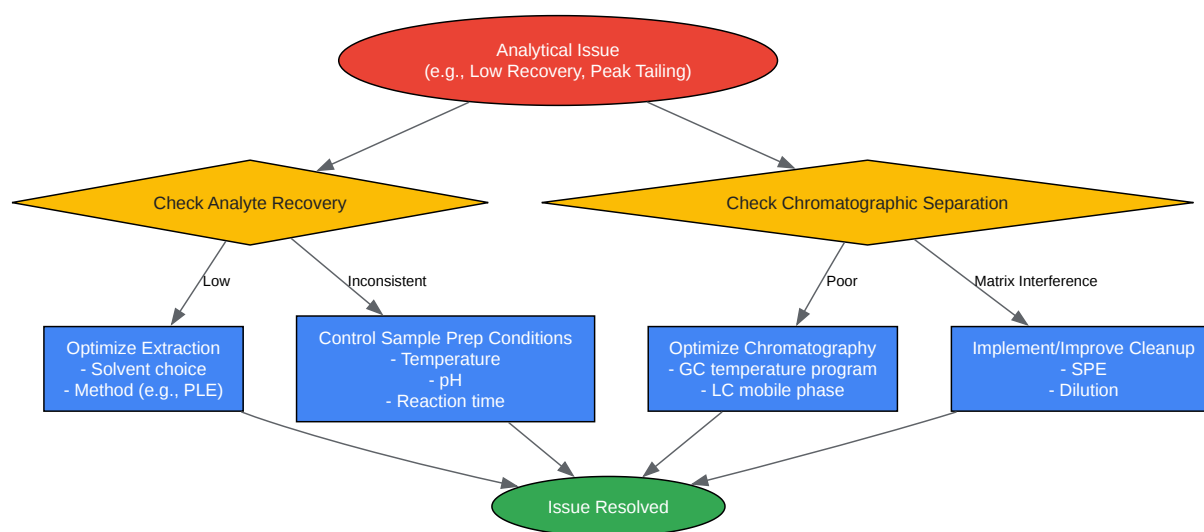 Analytical Issue
(e.g., Low Recovery, Peak Tailing)
Check Analyte Recovery
Check Chromatographic Separation
Low
Inconsistent
Poor
Matrix Interference
Optimize Extraction
- Solvent choice
- Method (e.g., PLE)
Control Sample Prep Conditions
- Temperature
- pH
- Reaction time
Optimize Chromatography
- GC temperature program
- LC mobile phase
Implement/Improve Cleanup
- SPE
- Dilution
Issue Resolved